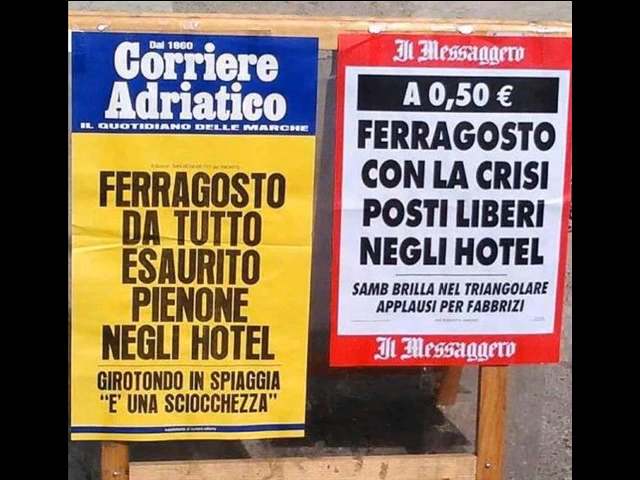 Dal 1860
Corriere
Adriatico
IL QUOTIDIANO DELLE MARCHE
FERRAGOSTO
DA TUTTO
ESAURITO
PIENONE
NEGLI HOTEL
GIROTONDO IN SPIAGGIA
“E' UNA SCIOCCHEZZA”
Il Messaggero
A 0,50 €
FERRAGOSTO
CON LA CRISI
POSTI LIBERI
NEGLI HOTEL
SAMB BRILLA NEL TRIANGOLARE
APPLAUSI PER FABBRIZI
Il Messaggero